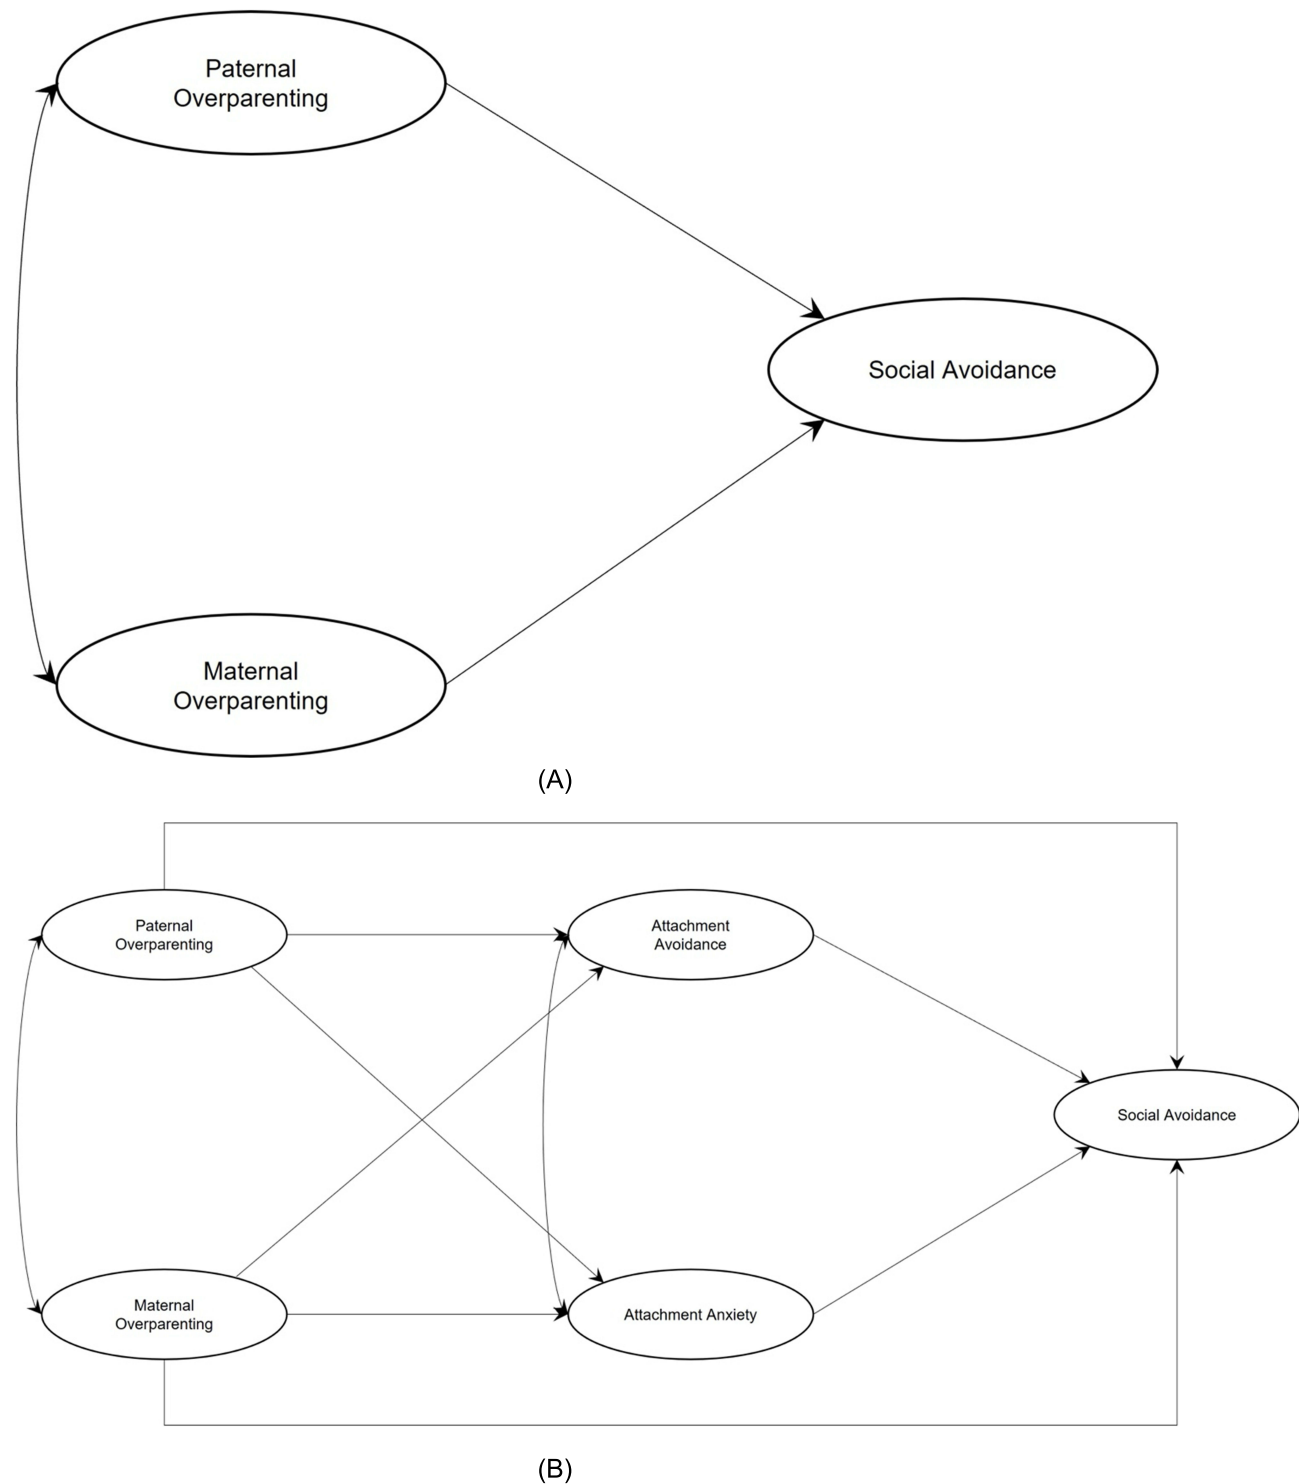 Paternal
Overparenting
Social Avoidance
Maternal
Overparenting
(A)
Paternal
Overparenting
Attachment
Avoidance
Social Avoidance
Maternal
Overparenting
Attachment Anxiety
(B)